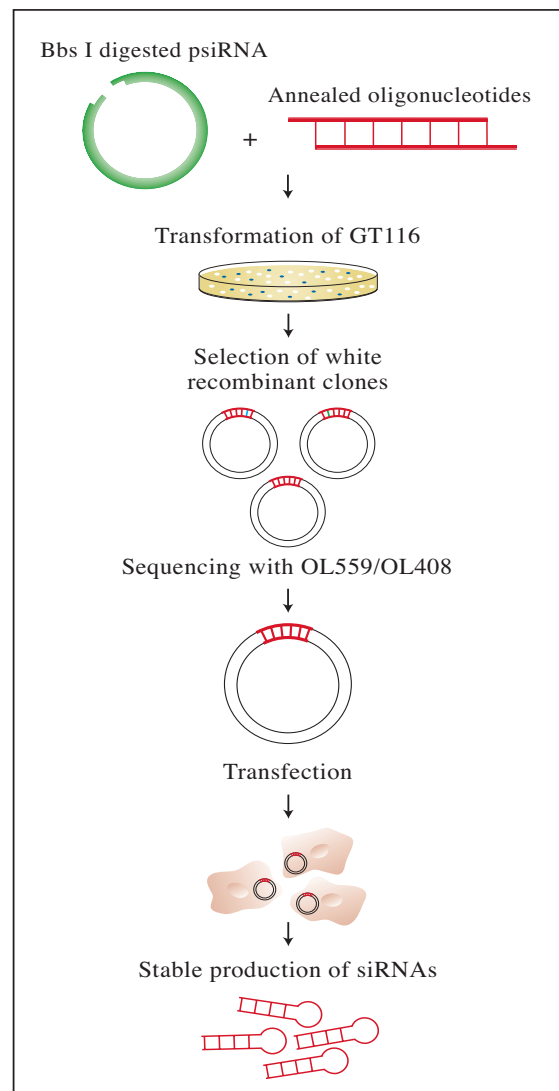 Bbs I digested psiRNA
Annealed oligonucleotides
+
Transformation of GT116
Selection of white
recombinant clones
Sequencing with OL559/OL408
Transfection
Stable production of siRNAs